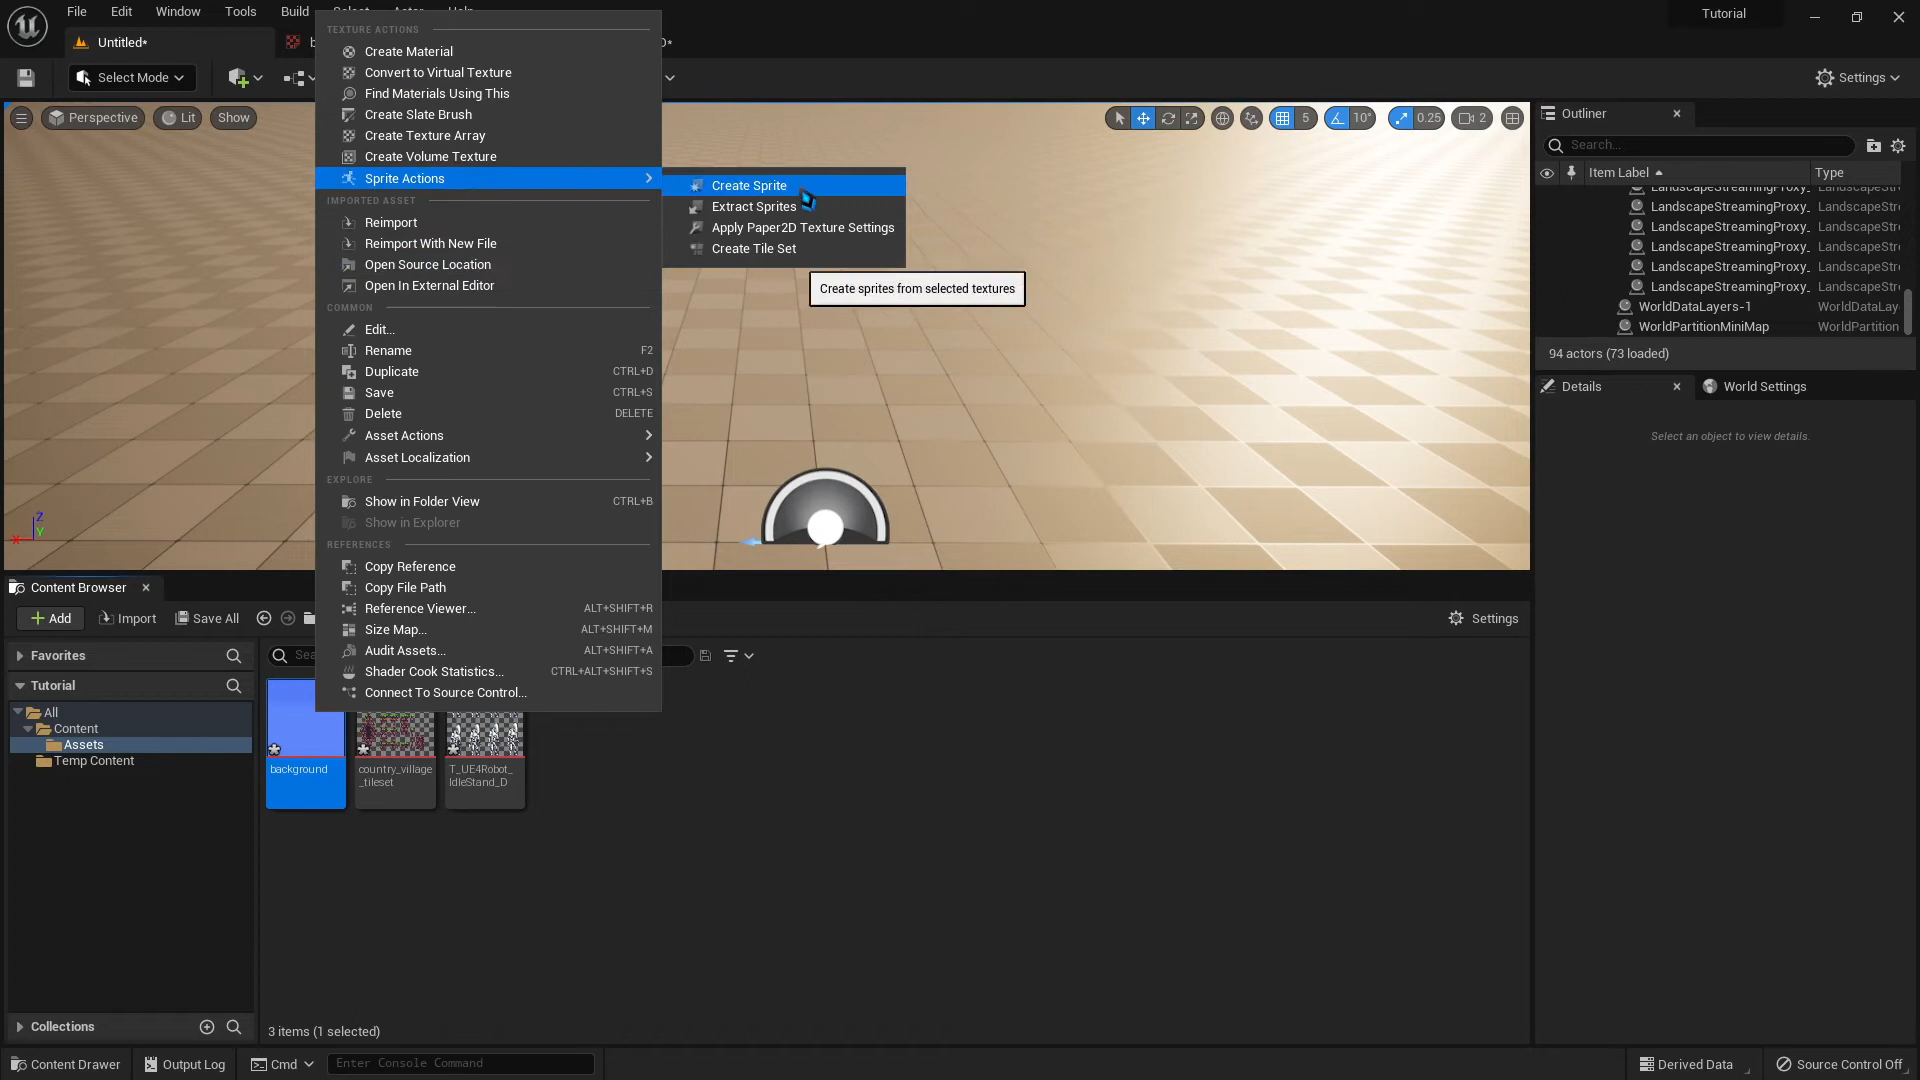 File Edit Window Tools Build
Tutorial
Untitled*
Select Mode
Settings
Perspective
Lit
Show
5
10°
0.25
2
TEXTURE ACTIONS
Create Material
Convert to Virtual Texture
Find Materials Using This
Create Slate Brush
Create Texture Array
Create Volume Texture
Sprite Actions
IMPORTED ASSET
Reimport
Reimport With New File
Open Source Location
Open In External Editor
COMMON
Edit...
Rename F2
Duplicate CTRL+D
Save CTRL+S
Delete DELETE
Asset Actions
Asset Localization
EXPLORE
Show in Folder View CTRL+B
Show in Explorer
REFERENCES
Copy Reference
Copy File Path
Reference Viewer... ALT+SHIFT+R
Size Map... ALT+SHIFT+M
Audit Assets... ALT+SHIFT+A
Shader Cook Statistics... CTRL+ALT+SHIFT+S
Connect To Source Control...
Create Sprite
Extract Sprites
Apply Paper2D Texture Settings
Create Tile Set
Create sprites from selected textures
Z
Y
X
Outliner
Search...
Item Label Type
LandscapeStreamingProxy_ LandscapeStre
LandscapeStreamingProxy_ LandscapeStre
LandscapeStreamingProxy_ LandscapeStre
LandscapeStreamingProxy_ LandscapeStre
LandscapeStreamingProxy_ LandscapeStre
WorldDataLayers-1 WorldDataLay
WorldPartitionMiniMap WorldPartition
94 actors (73 loaded)
Details
World Settings
Select an object to view details.
Content Browser
Add Import Save All
Settings
Favorites
Tutorial
All
Content
Assets
Temp Content
Collections
Sea
background
country_village
_tileset
T_UE4Robot_
IdleStand_D
3 items (1 selected)
Content Drawer Output Log Cmd Enter Console Command
Derived Data Source Control Off